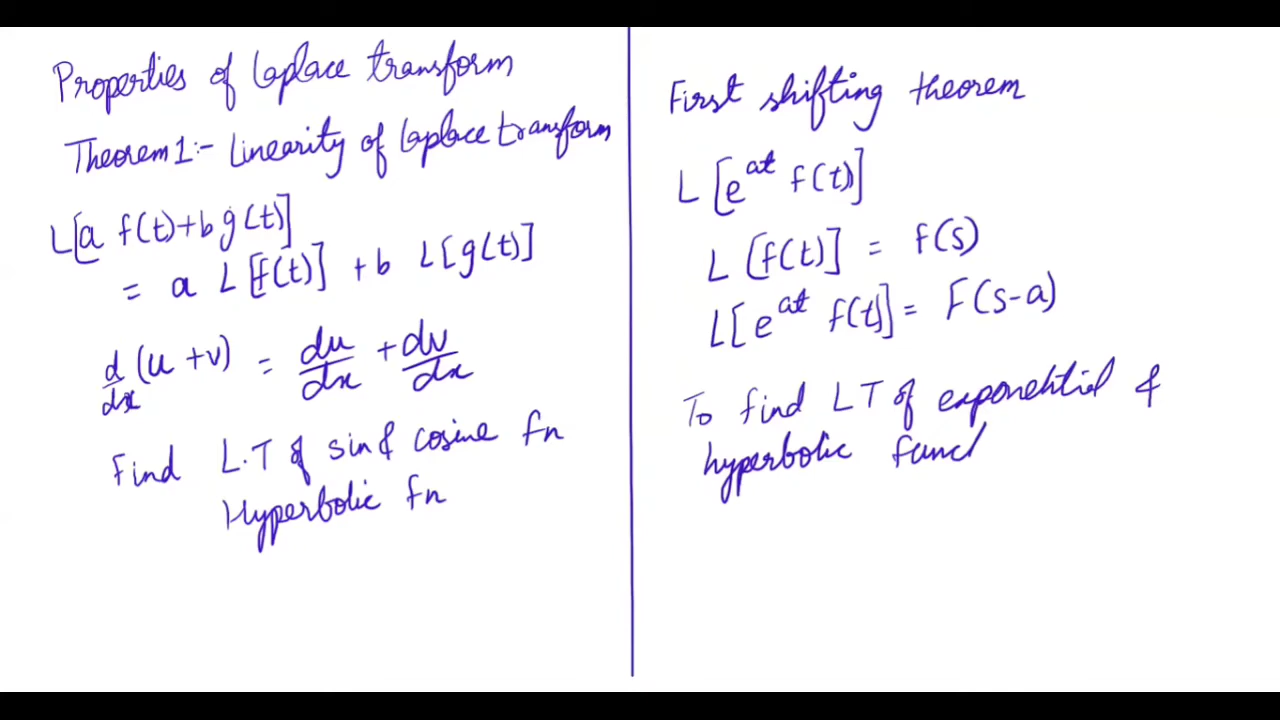 Properties of Laplace transform
Theorem 1:- Linearity of Laplace transform
L[a f(t)+b g(t)]
= a L[f(t)] + b L[g(t)]
d/dx (u+v) = du/dx + dv/dx
Find L.T of sin & cosine fn
Hyperbolic fn
First shifting theorem
L[e^at f(t)]
L[f(t)] = f(s)
L[e^at f(t)] = F(s-a)
To find LT of exponential &
hyperbolic funct